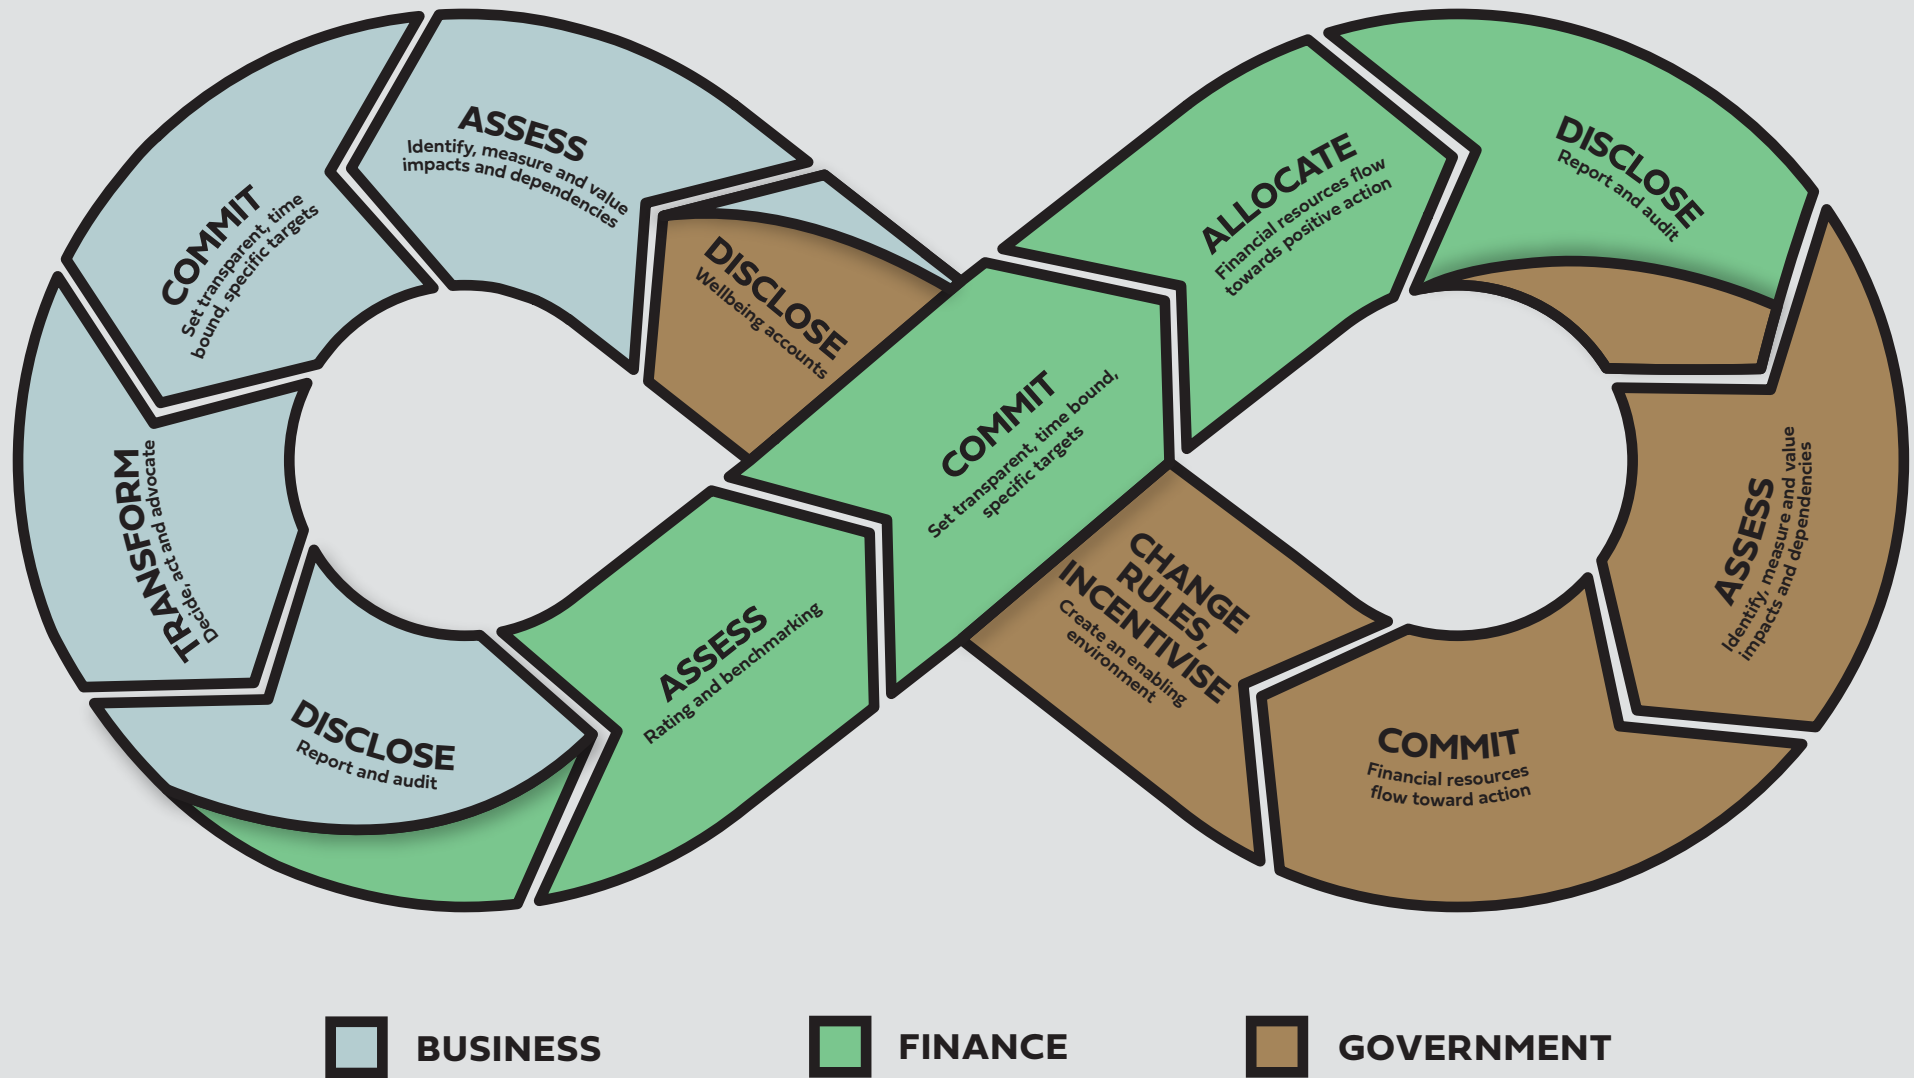 ASSESS
Identify, measure and value
impacts and dependencies
COMMIT
Set transparent, time
bound, specific targets
TRANSFORM
Decide, act and advocate
DISCLOSE
Report and audit
ASSESS
Rating and benchmarking
COMMIT
Set transparent, time bound,
specific targets
ALLOCATE
Financial resources flow
towards positive action
DISCLOSE
Report and audit
ASSESS
Identify, measure and value
impacts and dependencies
COMMIT
Financial resources
flow toward action
CHANGE
RULES,
INCENTIVISE
Create an enabling
environment
DISCLOSE
Wellbeing accounts
BUSINESS
FINANCE
GOVERNMENT